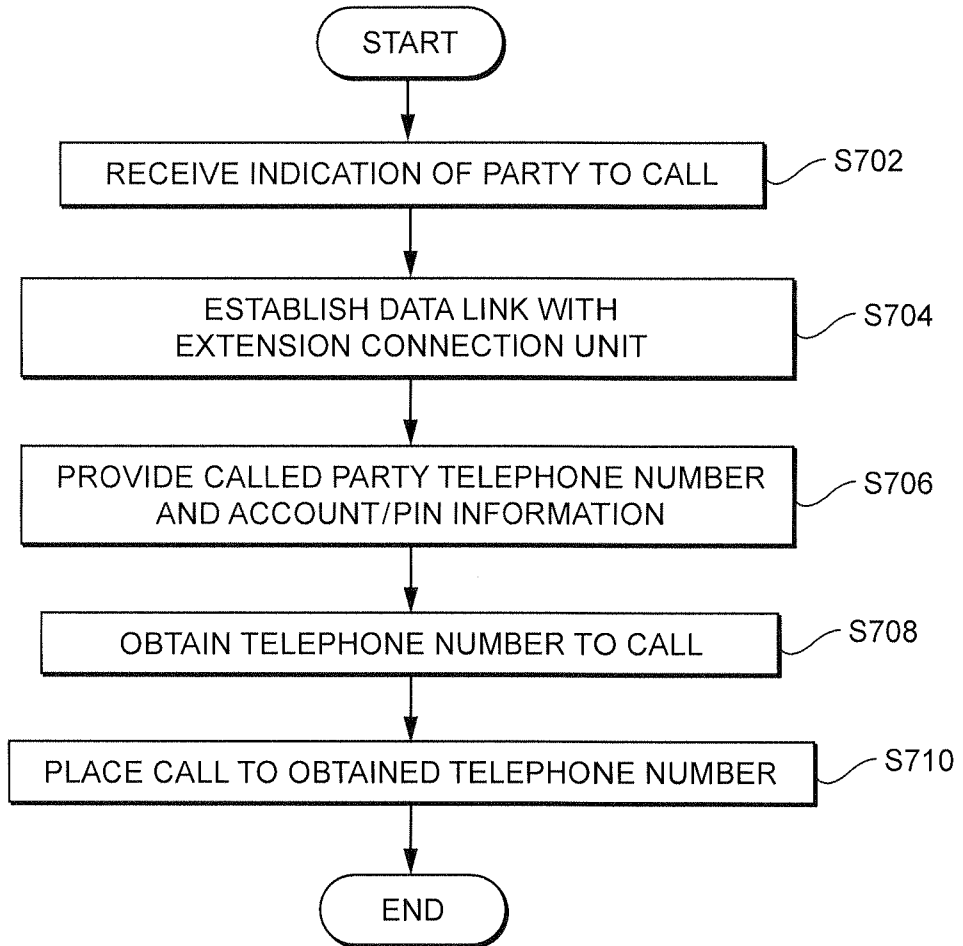 START
RECEIVE INDICATION OF PARTY TO CALL
S702
ESTABLISH DATA LINK WITH
EXTENSION CONNECTION UNIT
S704
PROVIDE CALLED PARTY TELEPHONE NUMBER
AND ACCOUNT/PIN INFORMATION
S706
OBTAIN TELEPHONE NUMBER TO CALL
S708
PLACE CALL TO OBTAINED TELEPHONE NUMBER
S710
END